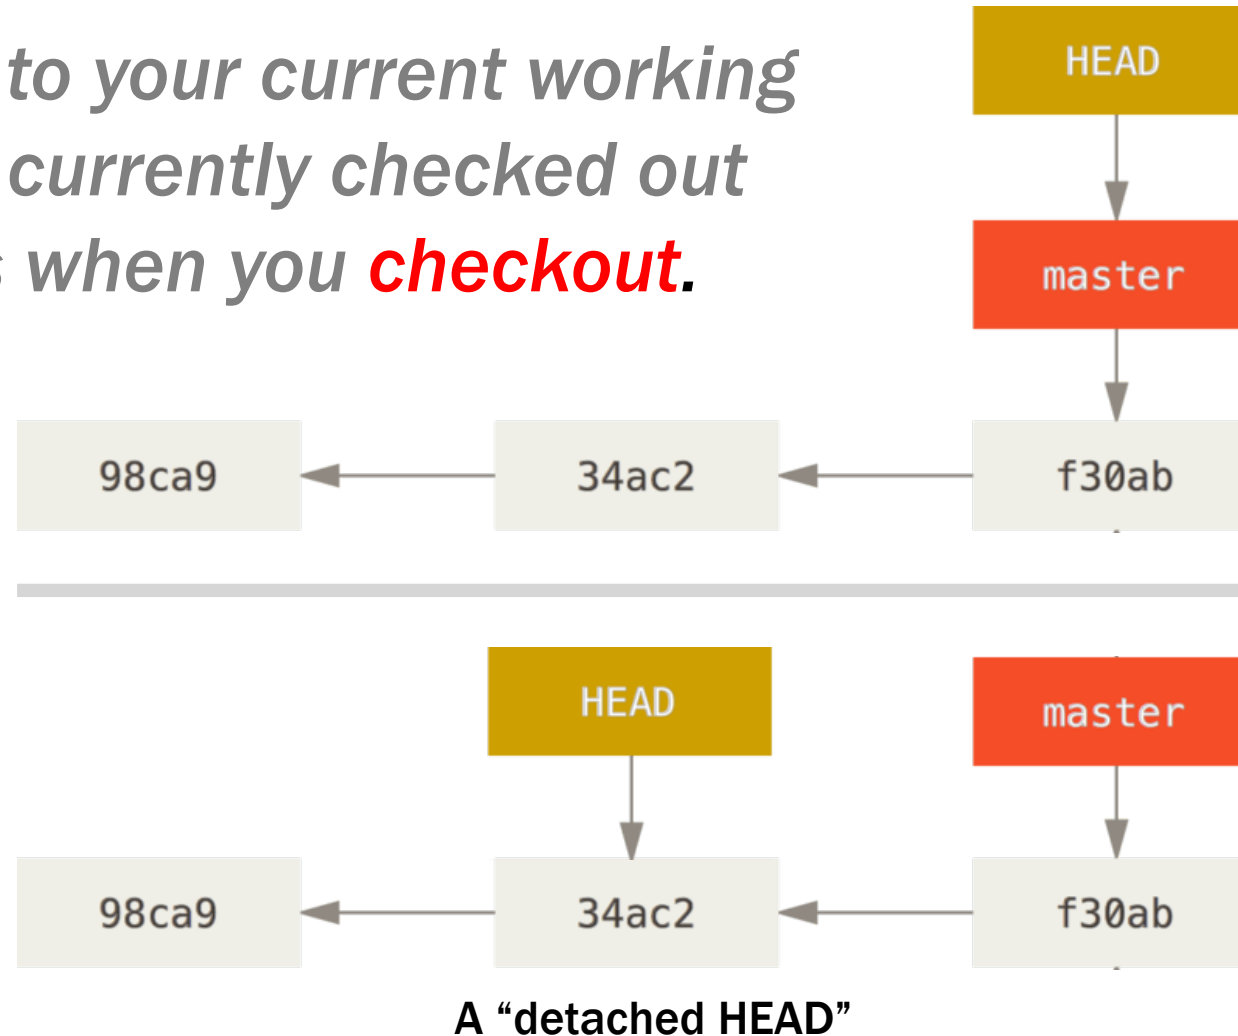 to your current working
currently checked out
s when you checkout.
HEAD
master
98ca9
34ac2
f30ab
HEAD
master
98ca9
34ac2
f30ab
A “detached HEAD”